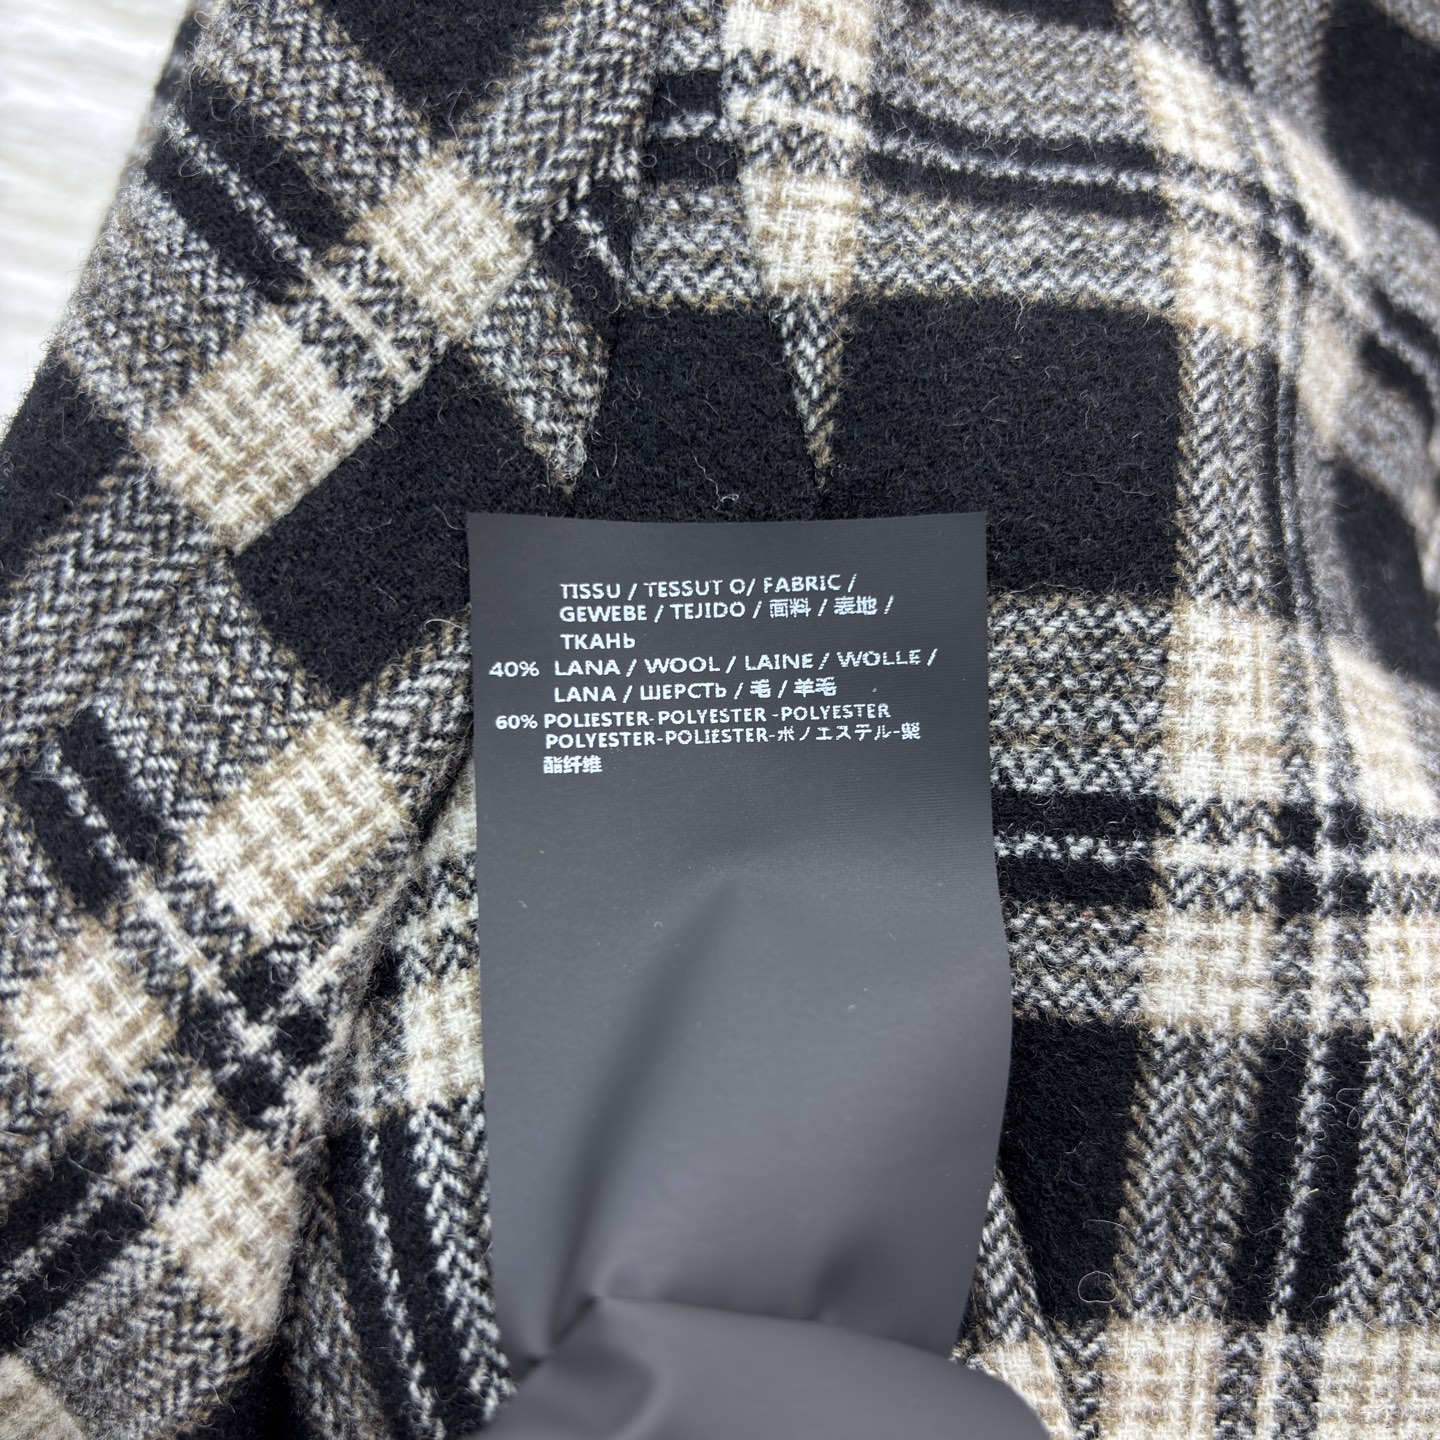 TISSU / TESSUT O/ FABRIC /
GEWEBE / TEJIDO / 面料 / 表地 /
ТКАНЬ
40% LANA / WOOL / LAINE / WOLLE /
LANA / ШЕРСТЬ / 毛 / 羊毛
60% POLIESTER-POLYESTER -POLYESTER
POLYESTER-POLIESTER-ポノエステル-聚
酯纤维